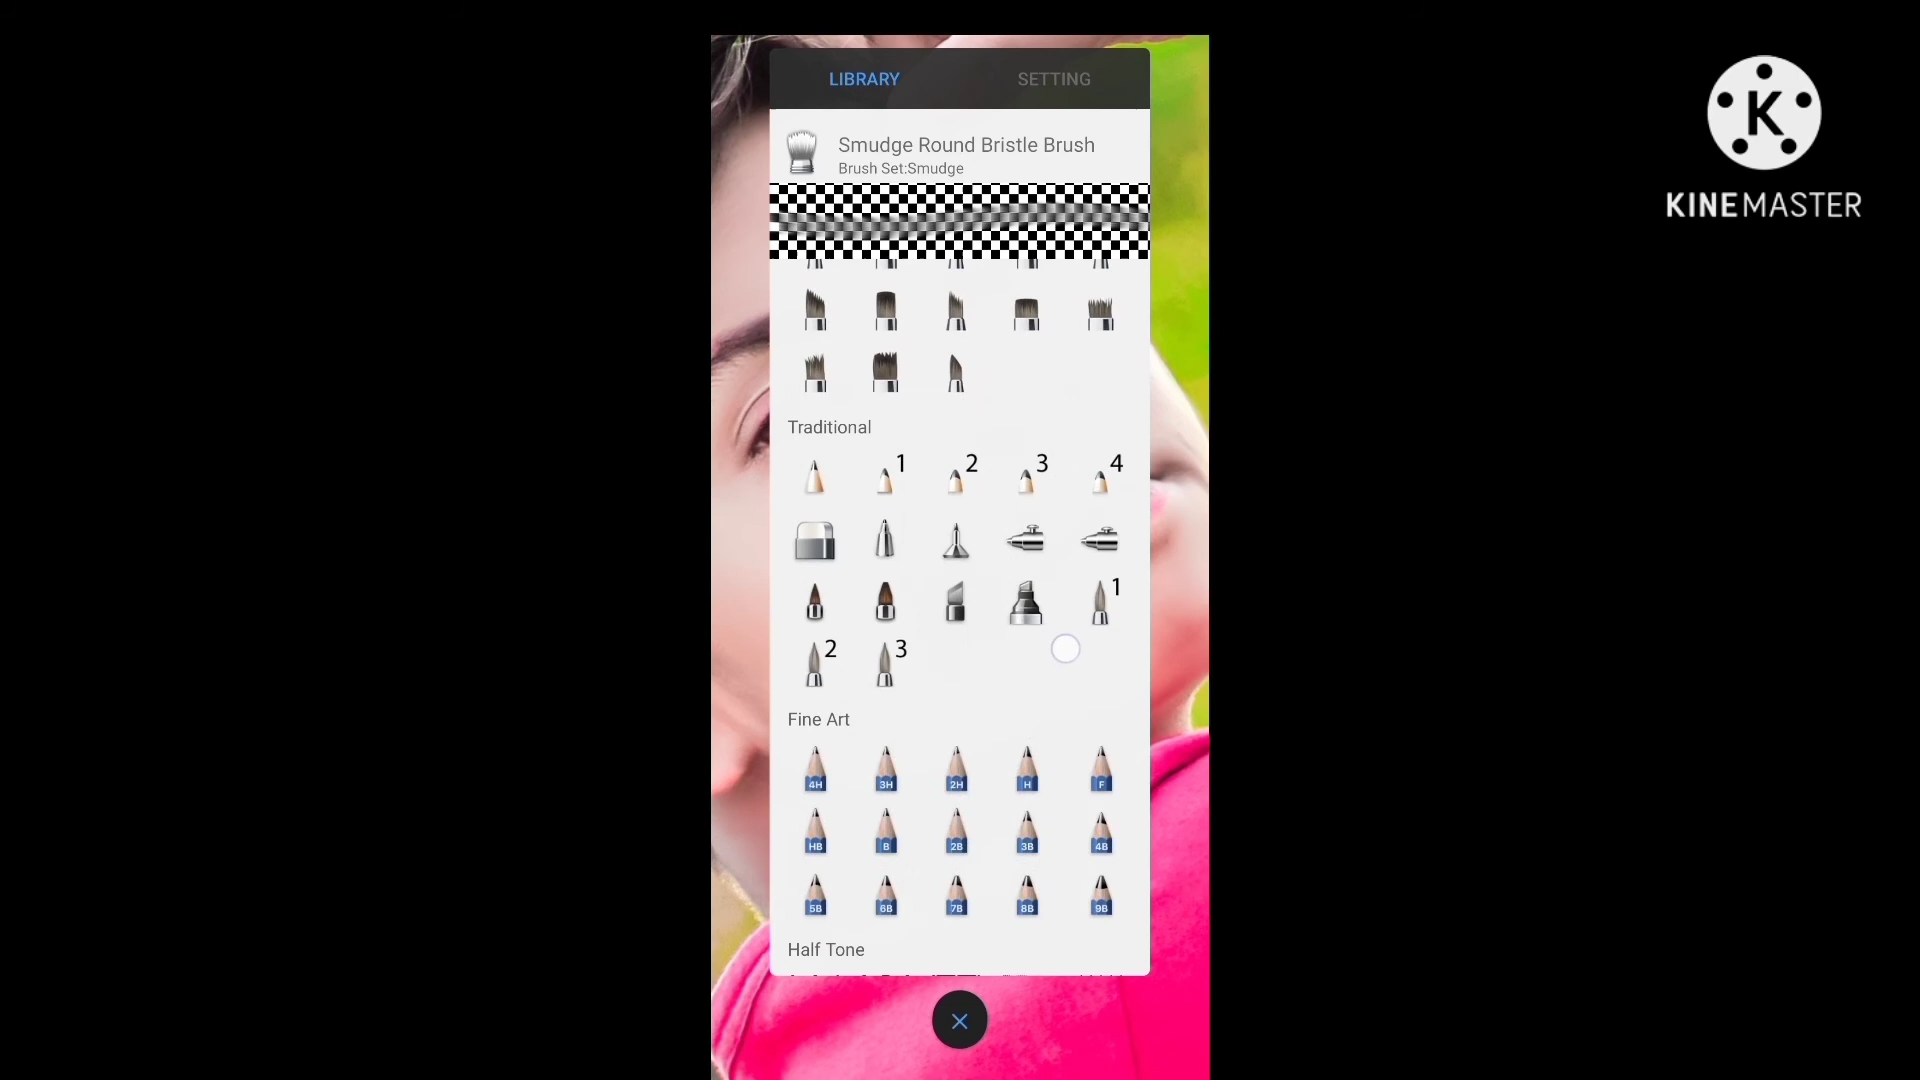 LIBRARY SETTING
Smudge Round Bristle Brush
Brush Set:Smudge
Traditional
1 2 3 4
1
2 3
Fine Art
4H 3H 2H H F
HB B 2B 3B 4B
5B 6B 7B 8B 9B
Half Tone
K
KINEMASTER